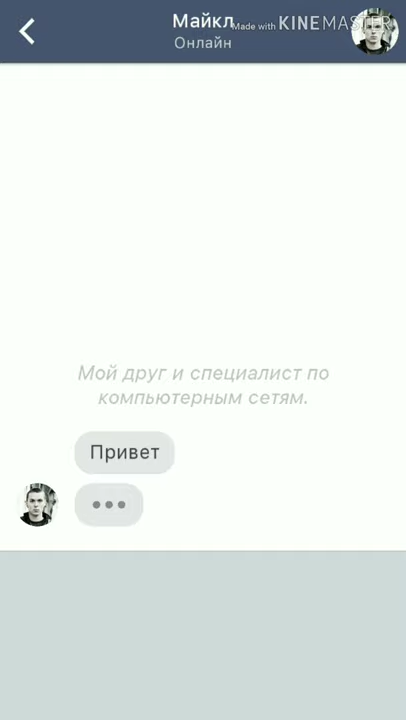 Майкл
Made with KINEMASTER
Онлайн
Мой друг и специалист по
компьютерным сетям.
Привет